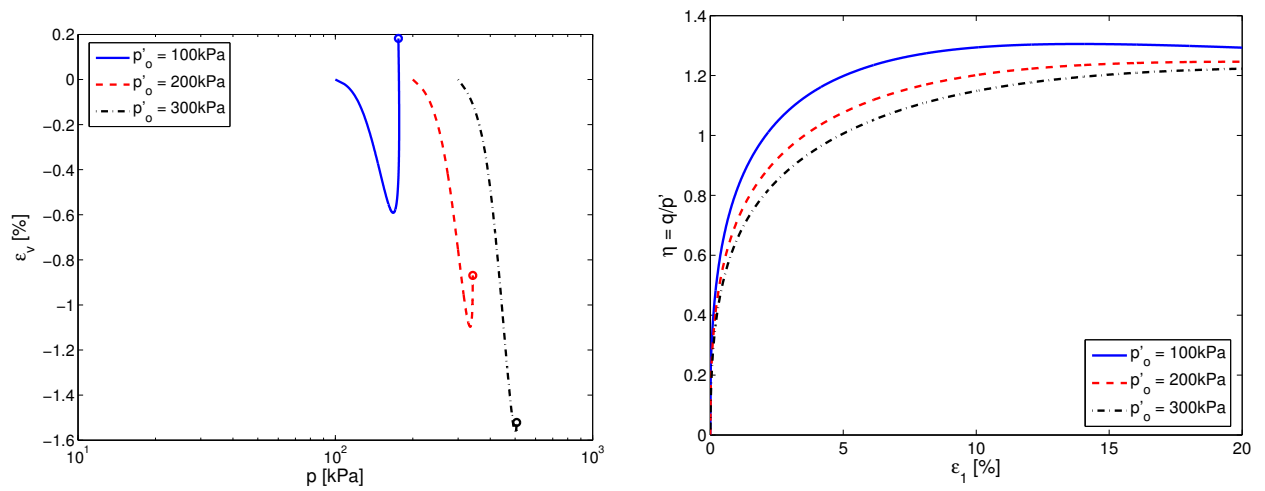 0.2
0
−0.2
−0.4
−0.6
−0.8
−1
−1.2
−1.4
−1.6
ε_v [%]
p'_o = 100kPa
p'_o = 200kPa
p'_o = 300kPa
10^1 10^2 10^3
p [kPa]
1.4
1.2
1
0.8
0.6
0.4
0.2
0
η = q/p'
p'_o = 100kPa
p'_o = 200kPa
p'_o = 300kPa
0 5 10 15 20
ε_1 [%]